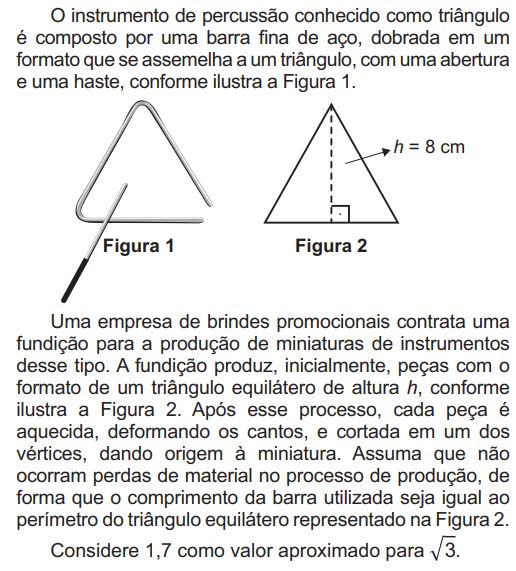 O instrumento de percussão conhecido como triângulo
é composto por uma barra fina de aço, dobrada em um
formato que se assemelha a um triângulo, com uma abertura
e uma haste, conforme ilustra a Figura 1.
h = 8 cm
Figura 1
Figura 2
Uma empresa de brindes promocionais contrata uma
fundição para a produção de miniaturas de instrumentos
desse tipo. A fundição produz, inicialmente, peças com o
formato de um triângulo equilátero de altura h, conforme
ilustra a Figura 2. Após esse processo, cada peça é
aquecida, deformando os cantos, e cortada em um dos
vértices, dando origem à miniatura. Assuma que não
ocorram perdas de material no processo de produção, de
forma que o comprimento da barra utilizada seja igual ao
perímetro do triângulo equilátero representado na Figura 2.
Considere 1,7 como valor aproximado para √3.